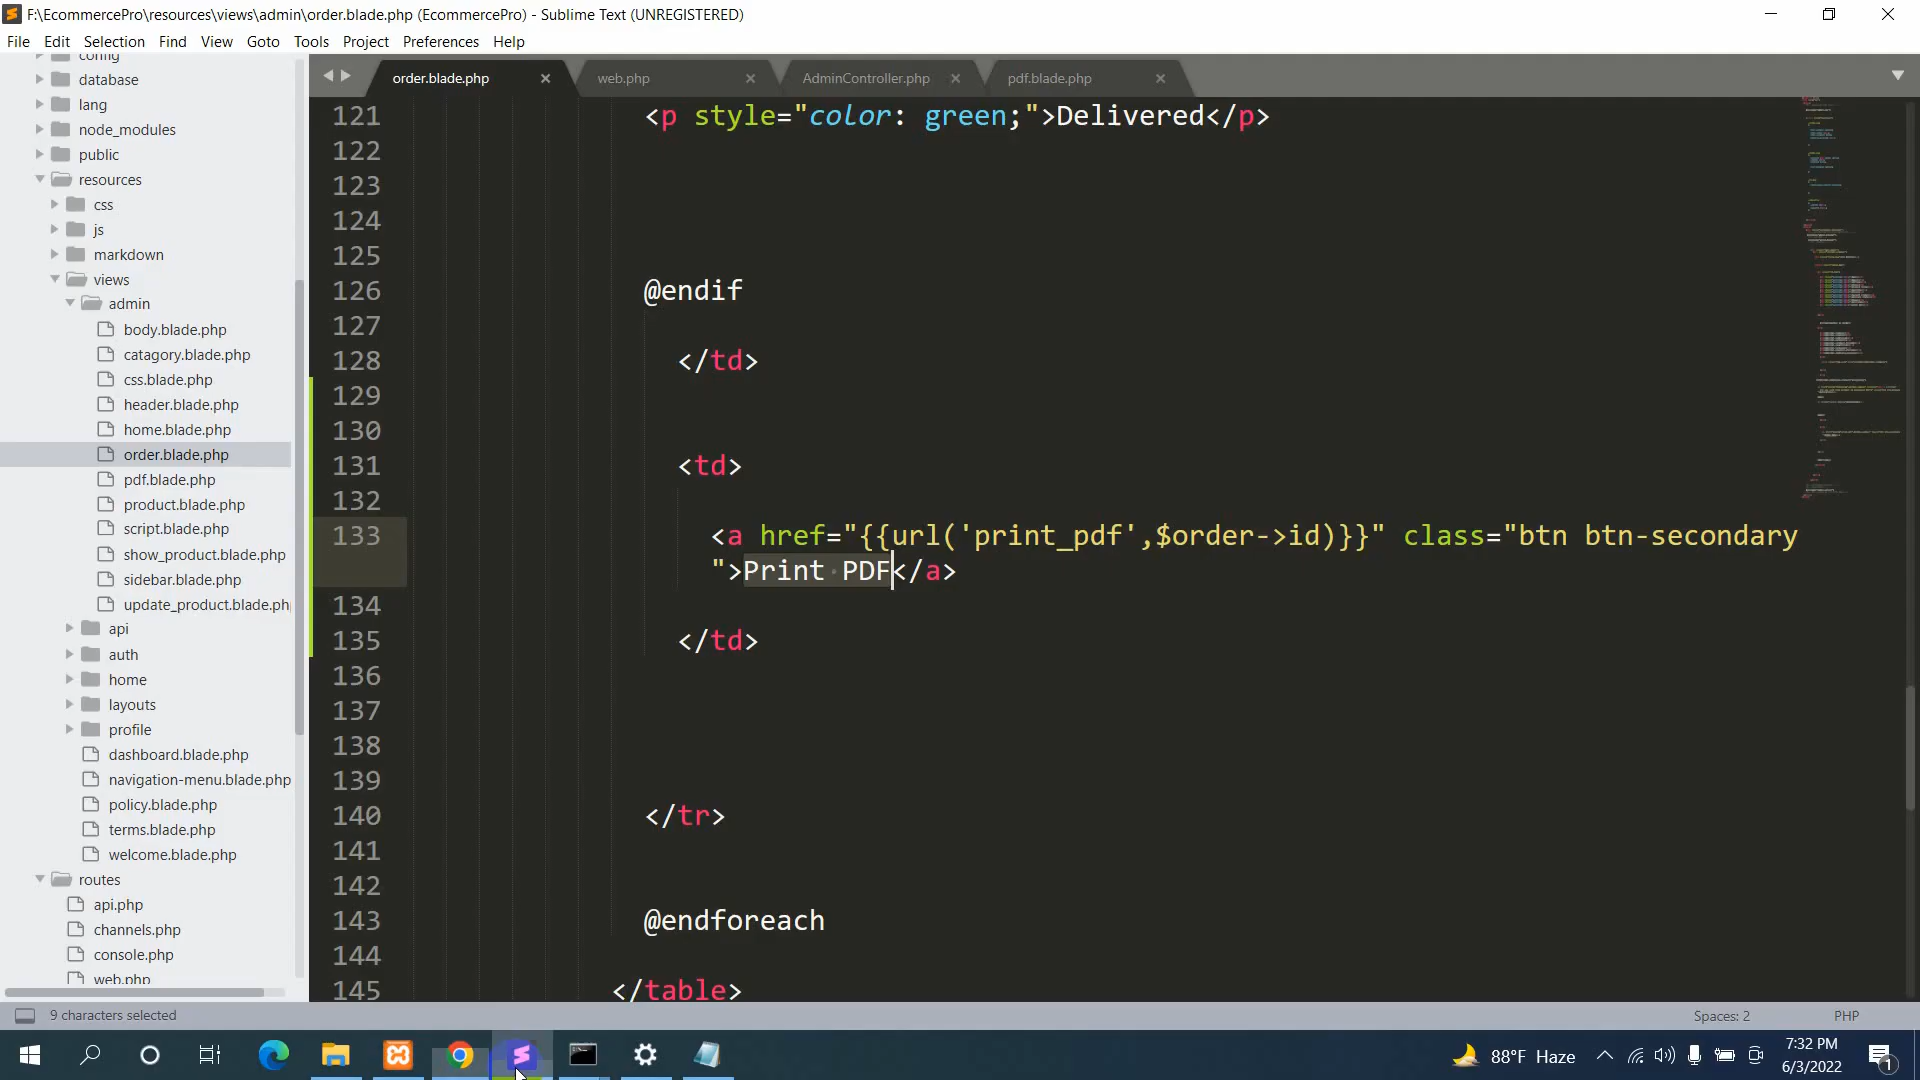 F:\EcommercePro\resources\views\admin\order.blade.php (EcommercePro) - Sublime Text (UNREGISTERED)
File Edit Selection Find View Goto Tools Project Preferences Help
config
database
lang
node_modules
public
resources
css
js
markdown
views
admin
body.blade.php
catagory.blade.php
css.blade.php
header.blade.php
home.blade.php
order.blade.php
pdf.blade.php
product.blade.php
script.blade.php
show_product.blade.php
sidebar.blade.php
update_product.blade.ph
api
auth
home
layouts
profile
dashboard.blade.php
navigation-menu.blade.php
policy.blade.php
terms.blade.php
welcome.blade.php
routes
api.php
channels.php
console.php
web.php
order.blade.php web.php AdminController.php pdf.blade.php
121 <p style="color: green;">Delivered</p>
122
123
124
125
126 @endif
127
128 </td>
129
130
131 <td>
132
133 <a href="{{url('print_pdf',$order->id)}}" class="btn btn-secondary
">Print PDF</a>
134
135 </td>
136
137
138
139
140 </tr>
141
142
143 @endforeach
144
145 </table>
9 characters selected Spaces: 2 PHP
88°F Haze
7:32 PM
6/3/2022
1